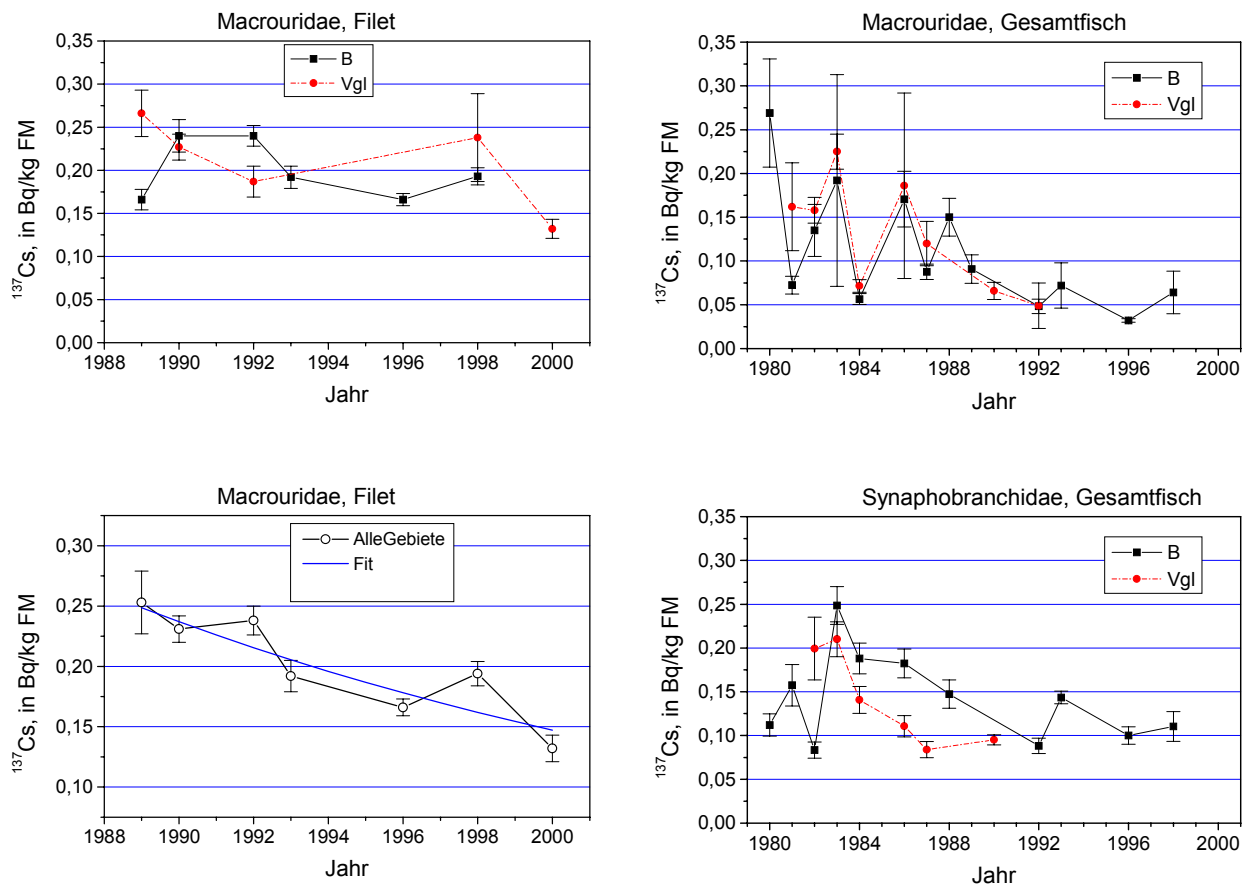 Macrouridae, Filet
0,35
0,30
0,25
0,20
0,15
0,10
0,05
0,00
137Cs, in Bq/kg FM
B
Vgl
1988 1990 1992 1994 1996 1998 2000
Jahr
Macrouridae, Gesamtfisch
0,35
0,30
0,25
0,20
0,15
0,10
0,05
0,00
137Cs, in Bq/kg FM
B
Vgl
1980 1984 1988 1992 1996 2000
Jahr
Macrouridae, Filet
0,30
0,25
0,20
0,15
0,10
137Cs, in Bq/kg FM
AlleGebiete
Fit
1988 1990 1992 1994 1996 1998 2000
Jahr
Synaphobranchidae, Gesamtfisch
0,35
0,30
0,25
0,20
0,15
0,10
0,05
0,00
137Cs, in Bq/kg FM
B
Vgl
1980 1984 1988 1992 1996 2000
Jahr